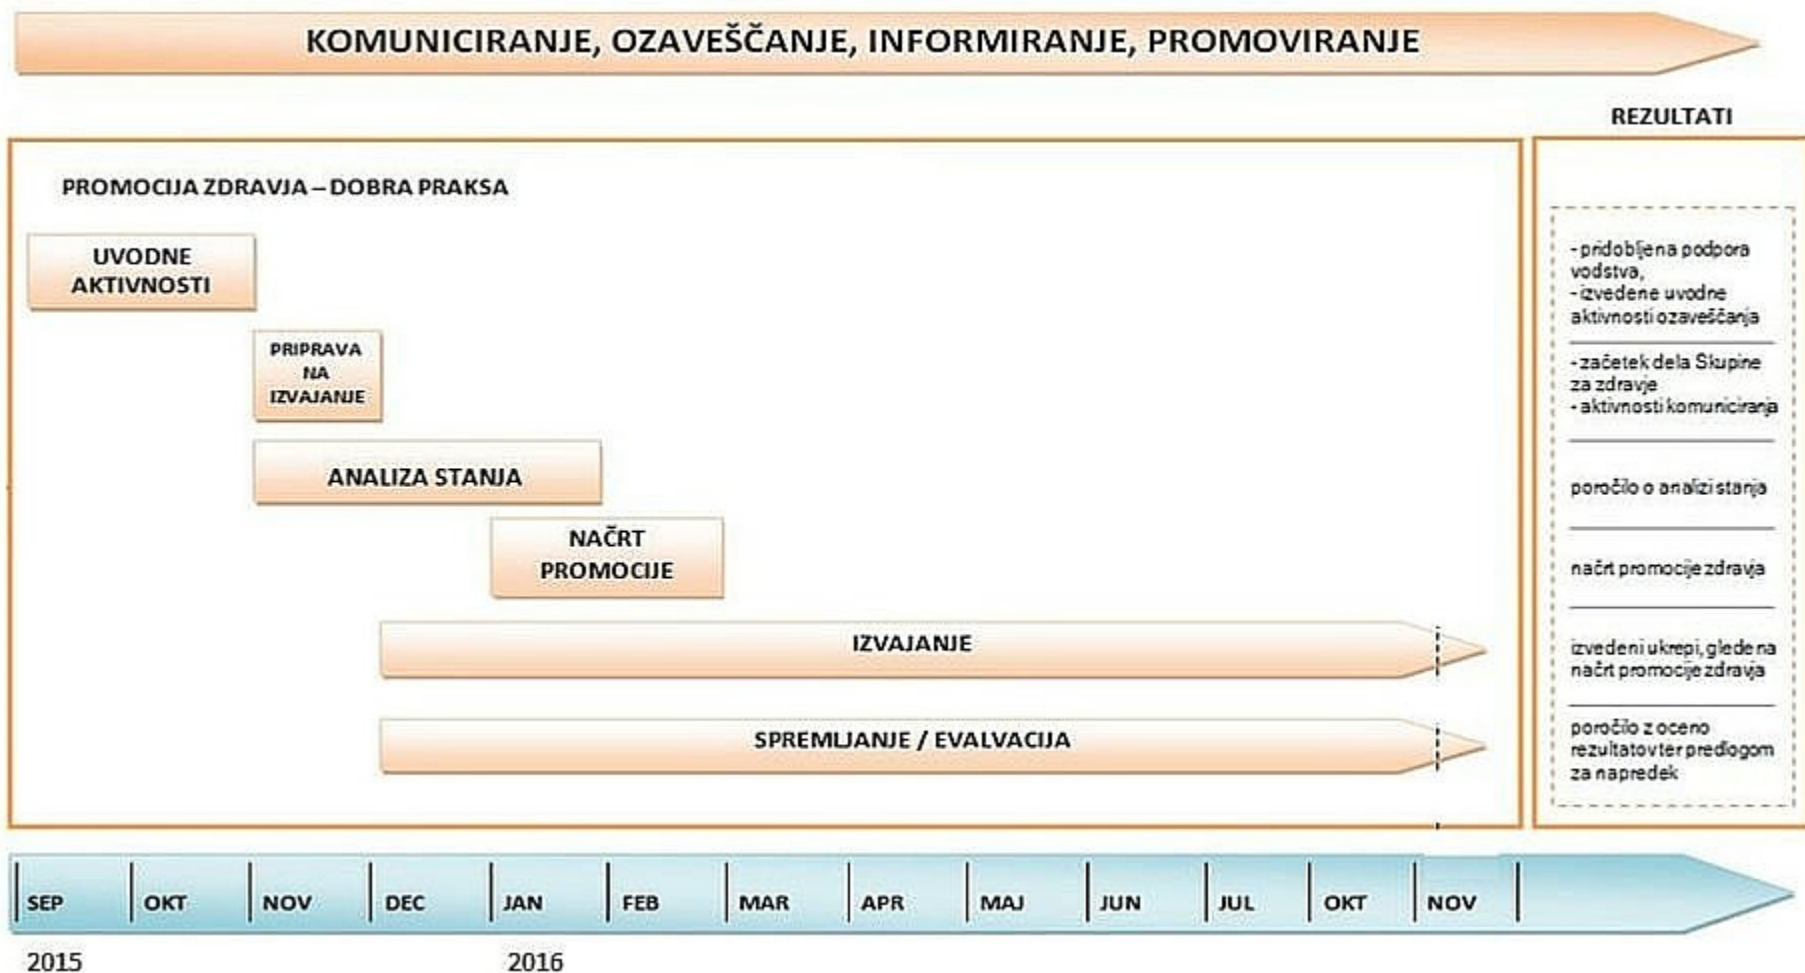 KOMUNICIRANJE, OZAVEŠČANJE, INFORMIRANJE, PROMOVIRANJE
REZULTATI
PROMOCIJA ZDRAVJA – DOBRA PRAKSA
UVODNE
AKTIVNOSTI
PRIPRAVA
NA
IZVAJANJE
ANALIZA STANJA
NAČRT
PROMOCIJE
IZVAJANJE
SPREMLJANJE / EVALVACIJA
- pridobljena podpora
vodstva,
- izvedene uvodne
aktivnosti ozaveščanja
- začetek dela Skupine
za zdravje
- aktivnosti komuniciranja
poročilo o analizi stanja
načrt promocije zdravja
izvedeni ukrepi, glede na
načrt promocije zdravja
poročilo z oceno
rezultatov ter predlogom
za napredek
SEP OKT NOV DEC JAN FEB MAR APR MAJ JUN JUL OKT NOV
2015 2016